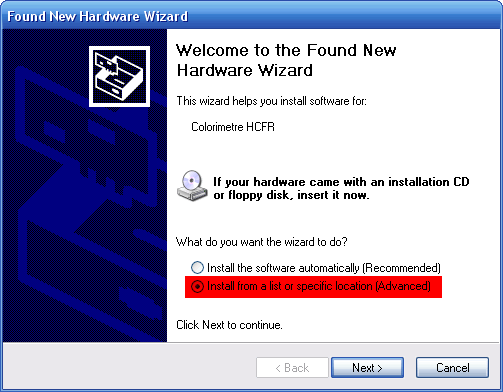 Found New Hardware Wizard
Welcome to the Found New
Hardware Wizard
This wizard helps you install software for:
Colorimetre HCFR
If your hardware came with an installation CD
or floppy disk, insert it now.
What do you want the wizard to do?
Install the software automatically (Recommended)
Install from a list or specific location (Advanced)
Click Next to continue.
< Back Next > Cancel